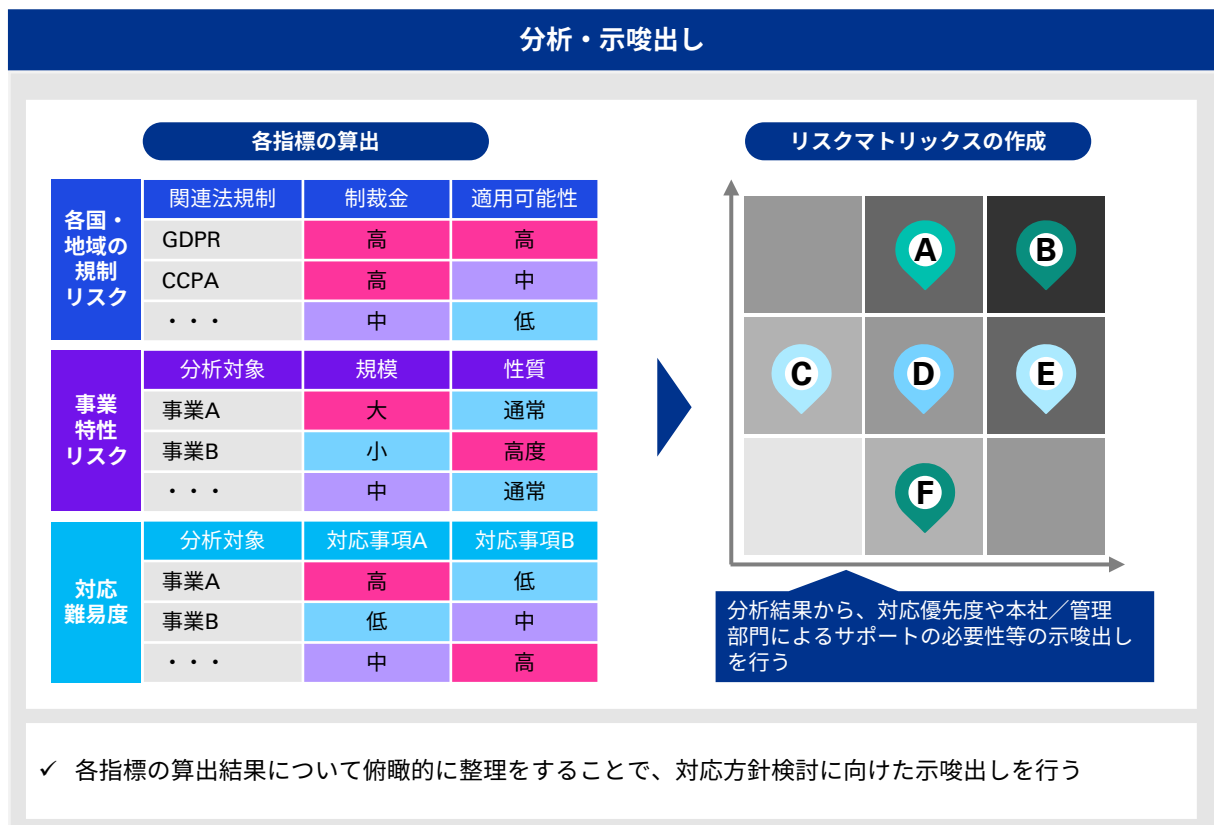 分析・示唆出し
各指標の算出
各国・
地域の
規制
リスク
関連法規制 制裁金 適用可能性
GDPR 高 高
CCPA 高 中
・・・ 中 低
事業
特性
リスク
分析対象 規模 性質
事業A 大 通常
事業B 小 高度
・・・ 中 通常
対応
難易度
分析対象 対応事項A 対応事項B
事業A 高 低
事業B 低 中
・・・ 中 高
リスクマトリックスの作成
A B
C D E
F
分析結果から、対応優先度や本社／管理
部門によるサポートの必要性等の示唆出し
を行う
✓ 各指標の算出結果について俯瞰的に整理をすることで、対応方針検討に向けた示唆出しを行う